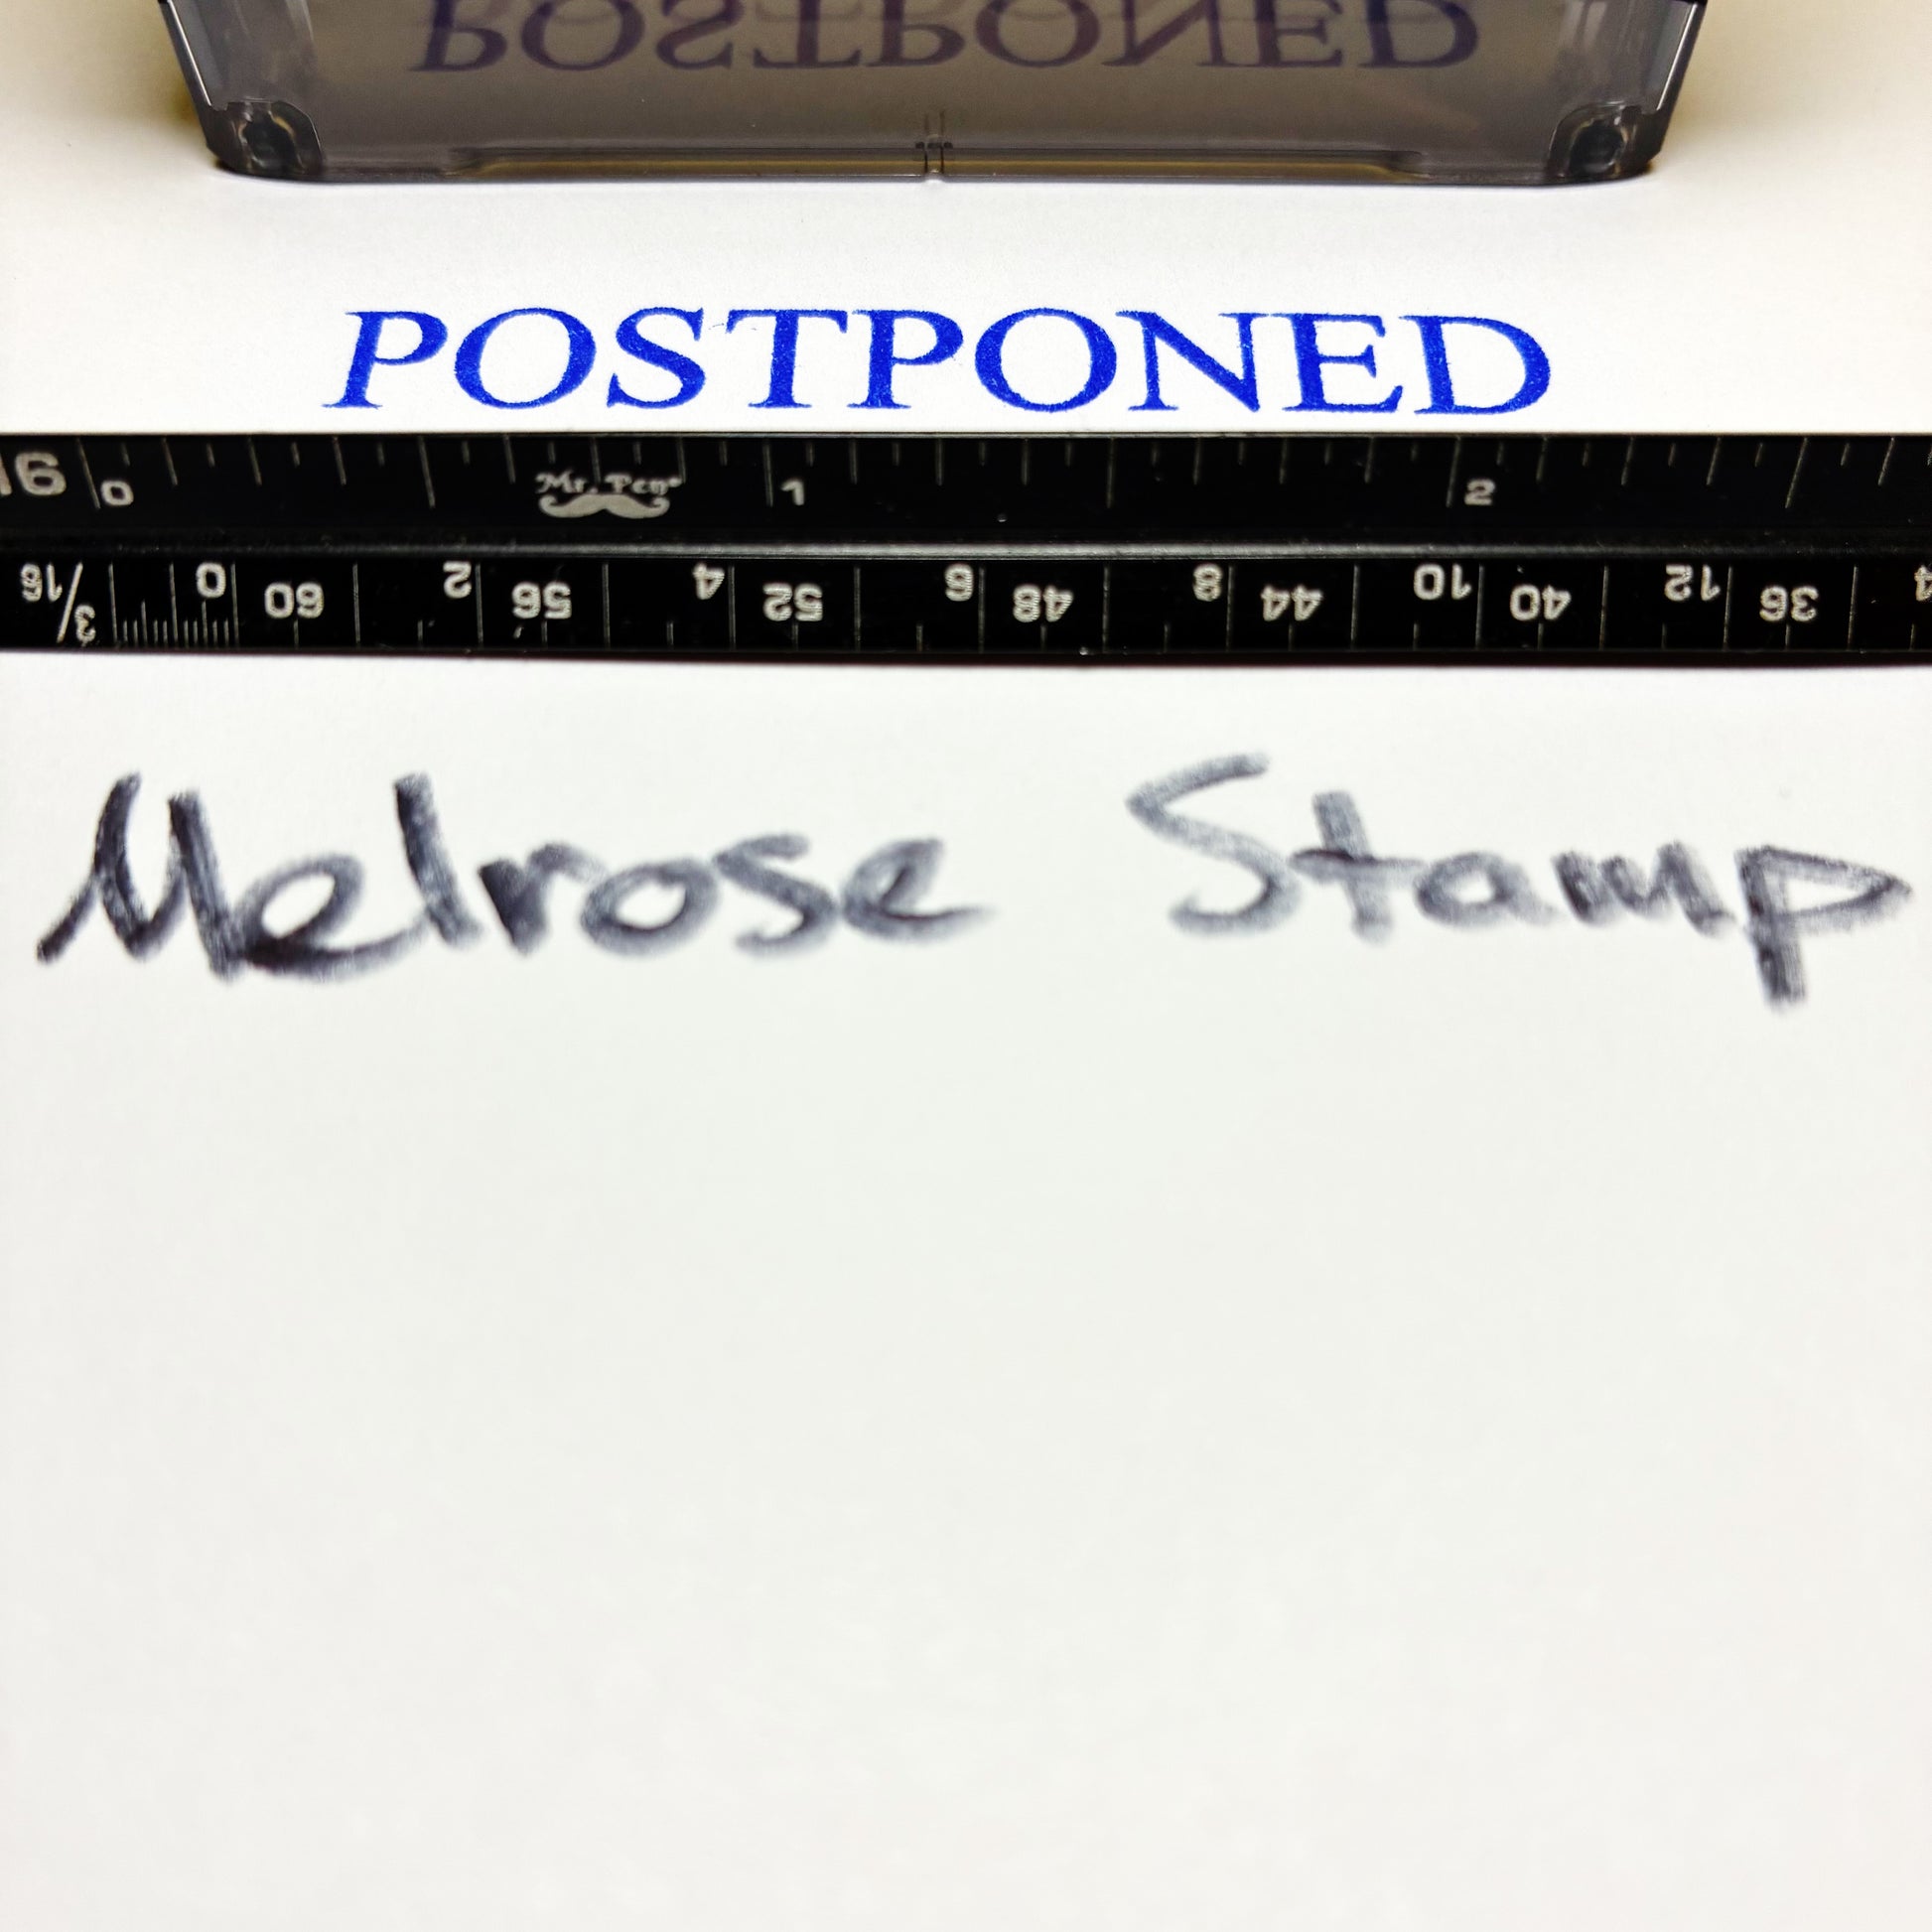 POSTPONED
POSTPONED
16 0 1 2
Mr. Pen
3/16 0 60 2 56 4 52 6 48 8 44 10 40 12 36
Melrose Stamp